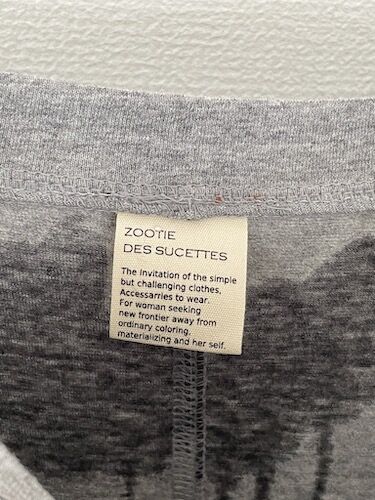 ZOOTIE
DES SUCETTES
The Invitation of the simple
but challenging clothes,
Accessarries to wear.
For woman seeking
new frontier away from
ordinary coloring,
materializing and her self.